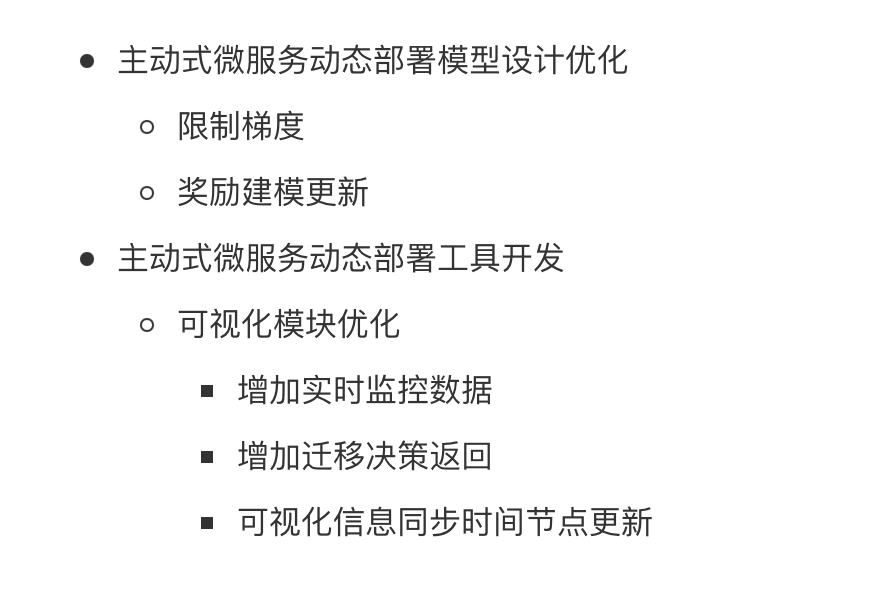 主动式微服务动态部署模型设计优化
限制梯度
奖励建模更新
主动式微服务动态部署工具开发
可视化模块优化
增加实时监控数据
增加迁移决策返回
可视化信息同步时间节点更新